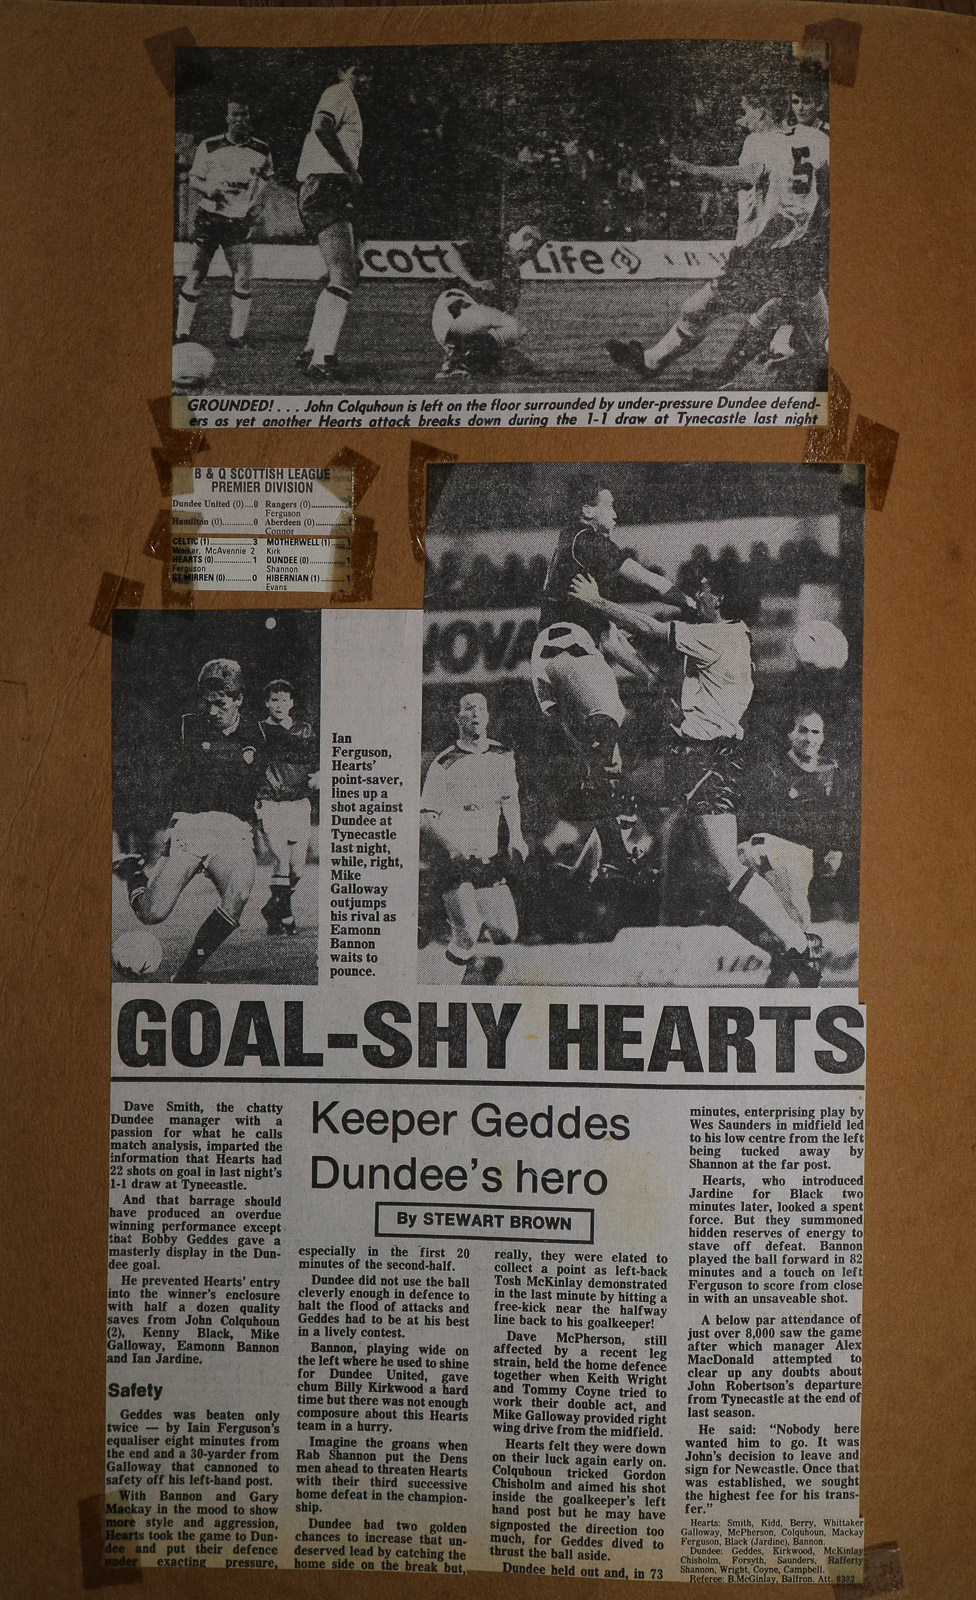 5
cott
Life
GROUNDED! . . . John Colquhoun is left on the floor surrounded by under-pressure Dundee defend-
ers as yet another Hearts attack breaks down during the 1-1 draw at Tynecastle last night
B & Q SCOTTISH LEAGUE
PREMIER DIVISION
Dundee United (0)....0 Rangers (0)
Ferguson
Hamilton (0)..........0 Aberdeen (0)
Connor
CELTIC (1)...........3 MOTHERWELL (1)....1
Walker, McAvennie 2 Kirk
HEARTS (0)...........1 DUNDEE (0)...........1
Ferguson Shannon
ST MIRREN (0)........0 HIBERNIAN (1)........1
Evans
NOVA
Ian
Ferguson,
Hearts'
point-saver,
lines up a
shot against
Dundee at
Tynecastle
last night,
while, right,
Mike
Galloway
outjumps
his rival as
Eamonn
Bannon
waits to
pounce.
GOAL-SHY HEARTS
Keeper Geddes
Dundee's hero
By STEWART BROWN
Dave Smith, the chatty
Dundee manager with a
passion for what he calls
match analysis, imparted the
information that Hearts had
22 shots on goal in last night's
1-1 draw at Tynecastle.
And that barrage should
have produced an overdue
winning performance except
that Bobby Geddes gave a
masterly display in the Dun-
dee goal.
He prevented Hearts' entry
into the winner's enclosure
with half a dozen quality
saves from John Colquhoun
(2), Kenny Black, Mike
Galloway, Eamonn Bannon
and Ian Jardine.
Safety
Geddes was beaten only
twice — by Iain Ferguson's
equaliser eight minutes from
the end and a 30-yarder from
Galloway that cannoned to
safety off his left-hand post.
With Bannon and Gary
Mackay in the mood to show
more style and aggression,
Hearts took the game to Dun-
dee and put their defence
under exacting pressure,
especially in the first 20
minutes of the second-half.
Dundee did not use the ball
cleverly enough in defence to
halt the flood of attacks and
Geddes had to be at his best
in a lively contest.
Bannon, playing wide on
the left where he used to shine
for Dundee United, gave
chum Billy Kirkwood a hard
time but there was not enough
composure about this Hearts
team in a hurry.
Imagine the groans when
Rab Shannon put the Dens
men ahead to threaten Hearts
with their third successive
home defeat in the champion-
ship.
Dundee had two golden
chances to increase that un-
deserved lead by catching the
home side on the break but,
really, they were elated to
collect a point as left-back
Tosh McKinlay demonstrated
in the last minute by hitting a
free-kick near the halfway
line back to his goalkeeper!
Dave McPherson, still
affected by a recent leg
strain, held the home defence
together when Keith Wright
and Tommy Coyne tried to
work their double act, and
Mike Galloway provided right
wing drive from the midfield.
Hearts felt they were down
on their luck again early on.
Colquhoun tricked Gordon
Chisholm and aimed his shot
inside the goalkeeper's left
hand post but he may have
signposted the direction too
much, for Geddes dived to
thrust the ball aside.
Dundee held out and, in 73
minutes, enterprising play by
Wes Saunders in midfield led
to his low centre from the left
being tucked away by
Shannon at the far post.
Hearts, who introduced
Jardine for Black two
minutes later, looked a spent
force. But they summoned
hidden reserves of energy to
stave off defeat. Bannon
played the ball forward in 82
minutes and a touch on left
Ferguson to score from close
in with an unsaveable shot.
A below par attendance of
just over 8,000 saw the game
after which manager Alex
MacDonald attempted to
clear up any doubts about
John Robertson's departure
from Tynecastle at the end of
last season.
He said: "Nobody here
wanted him to go. It was
John's decision to leave and
sign for Newcastle. Once that
was established, we sought
the highest fee for his trans-
fer."
Hearts: Smith, Kidd, Berry, Whittaker
Galloway, McPherson, Colquhoun, Mackay
Ferguson, Black (Jardine), Bannon.
Dundee: Geddes, Kirkwood, McKinlay
Chisholm, Forsyth, Saunders, Rafferty
Shannon, Wright, Coyne, Campbell.
Referee: B.McGinlay, Balfron. Att. 8392